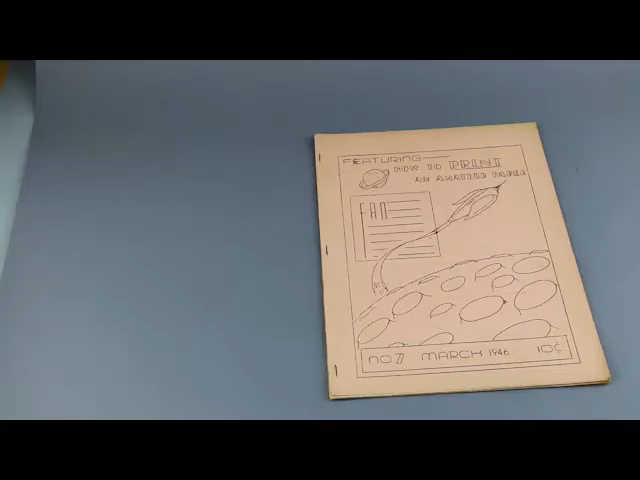 FEATURING
HOW TO PRINT
AN AMATEUR PAPER
FAN
NO 7 MARCH 1946 10¢